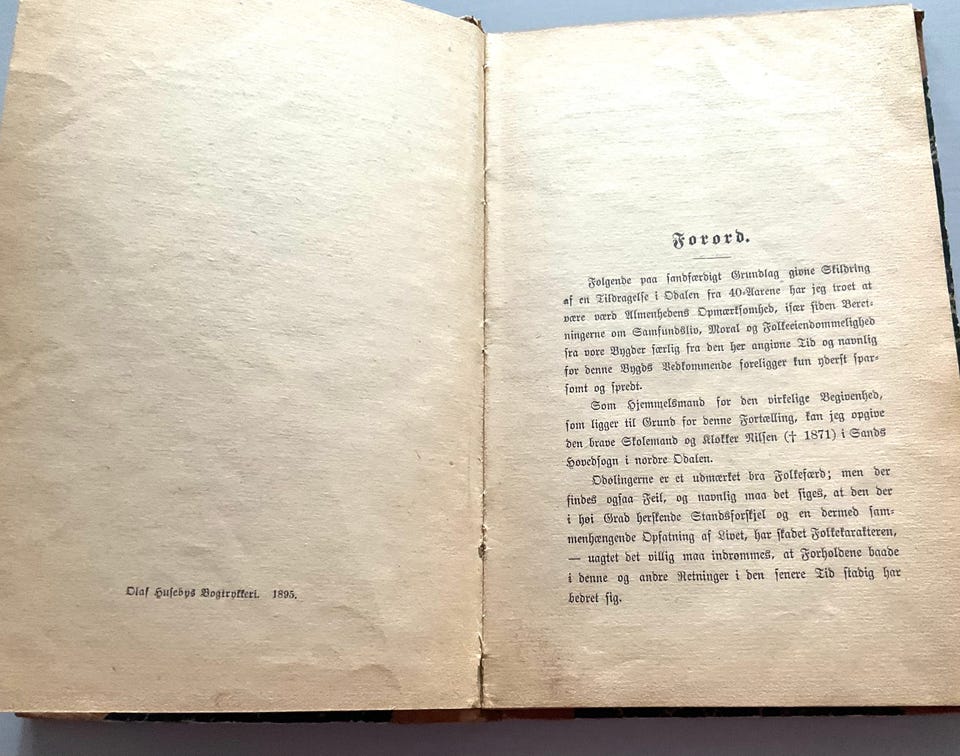 Olaf Husebys Bogtrykkeri. 1895.
Forord.
Følgende paa sandfærdigt Grundlag givne Skildring
af en Tildragelse i Odalen fra 40-Aarene har jeg troet at
være værd Almenhedens Opmærksomhed, især siden Beret-
ningerne om Samfundsliv, Moral og Folkeeiendommelighed
fra vore Bygder særlig fra den her angivne Tid og navnlig
for denne Bygds Vedkommende foreligger kun yderst spar-
somt og spredt.
Som Hjemmelsmand for den virkelige Begivenhed,
som ligger til Grund for denne Fortælling, kan jeg opgive
den brave Skolemand og Klokker Nilsen († 1871) i Sands
Hovedsogn i nordre Odalen.
Odolingerne er et udmærket bra Folkefærd; men der
findes ogsaa Feil, og navnlig maa det siges, at den der
i høi Grad herskende Standsforskjel og en dermed sam-
menhængende Opfatning af Livet, har skadet Folkekarakteren,
— uagtet det villig maa indrømmes, at Forholdene baade
i denne og andre Retninger i den senere Tid stadig har
bedret sig.